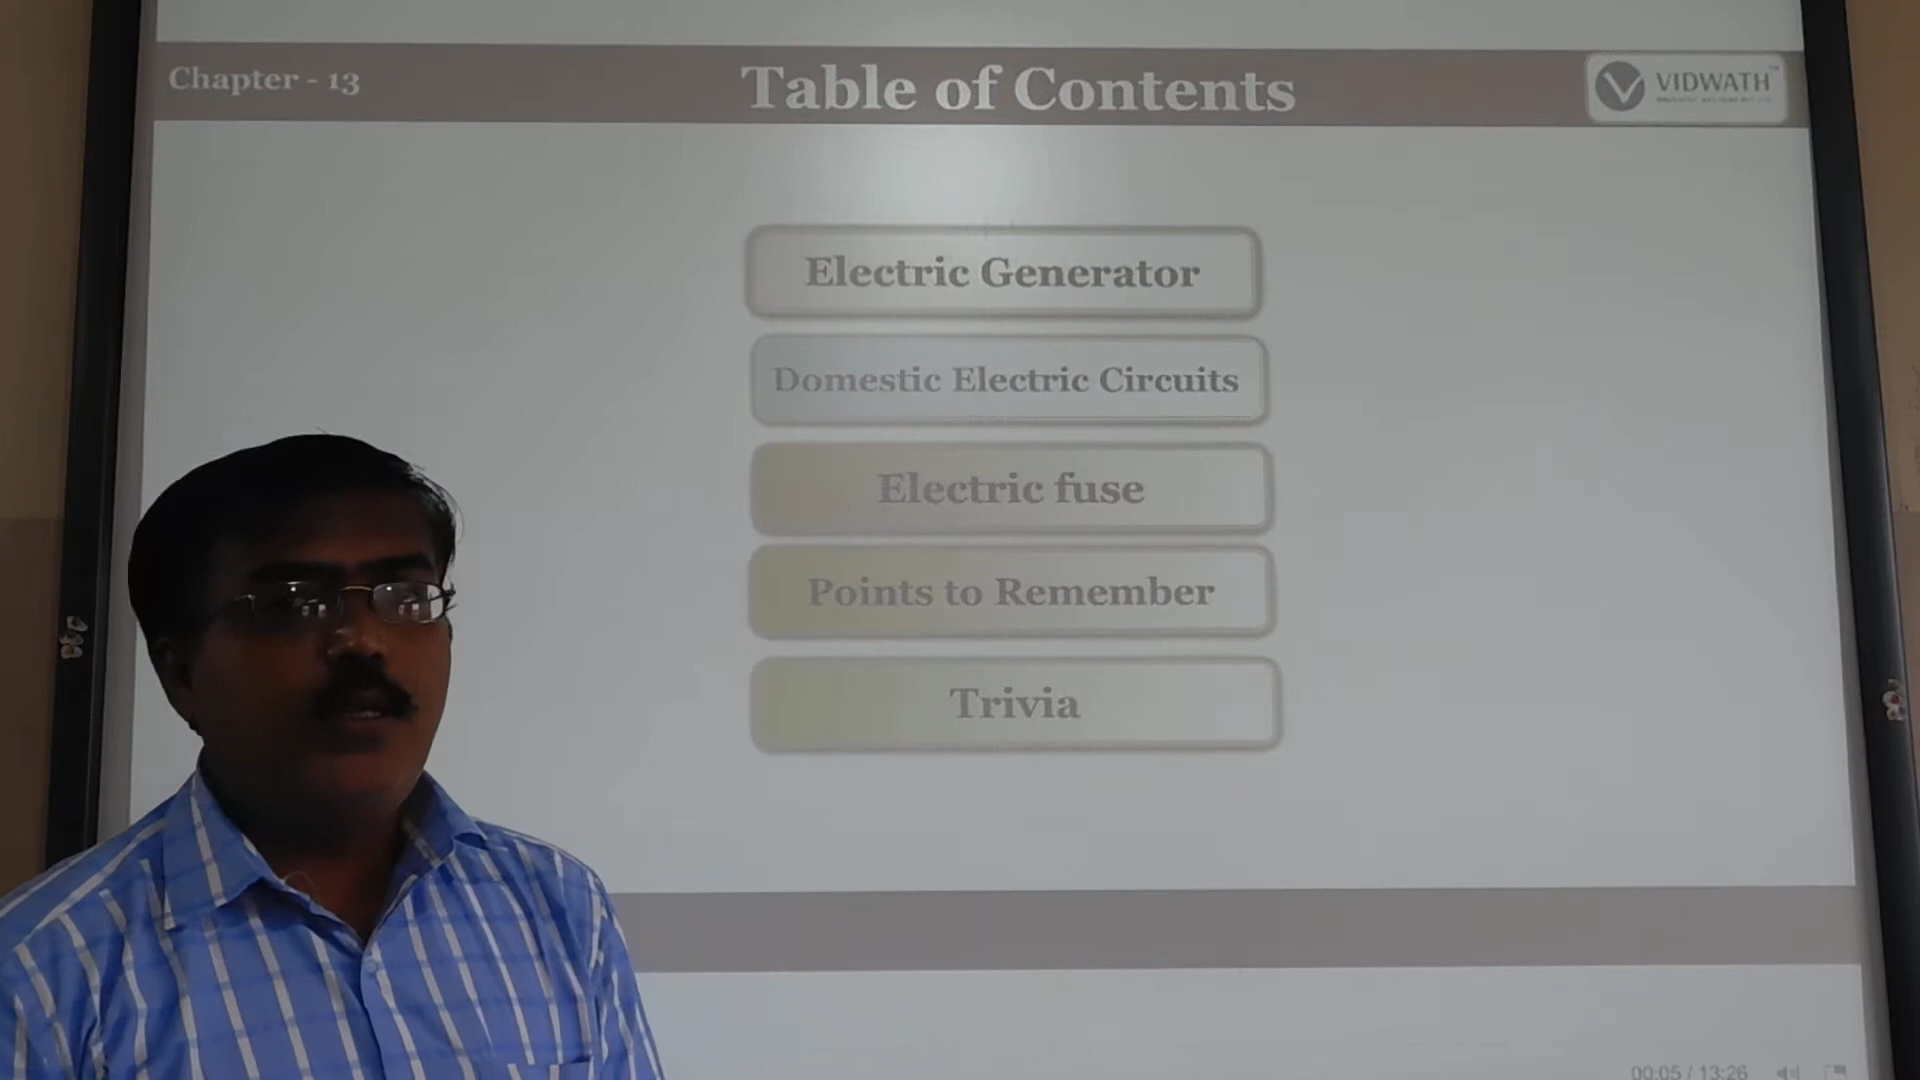 Chapter - 13
Table of Contents
VIDWATH
Electric Generator
Domestic Electric Circuits
Electric fuse
Points to Remember
Trivia
00:05 / 13:26